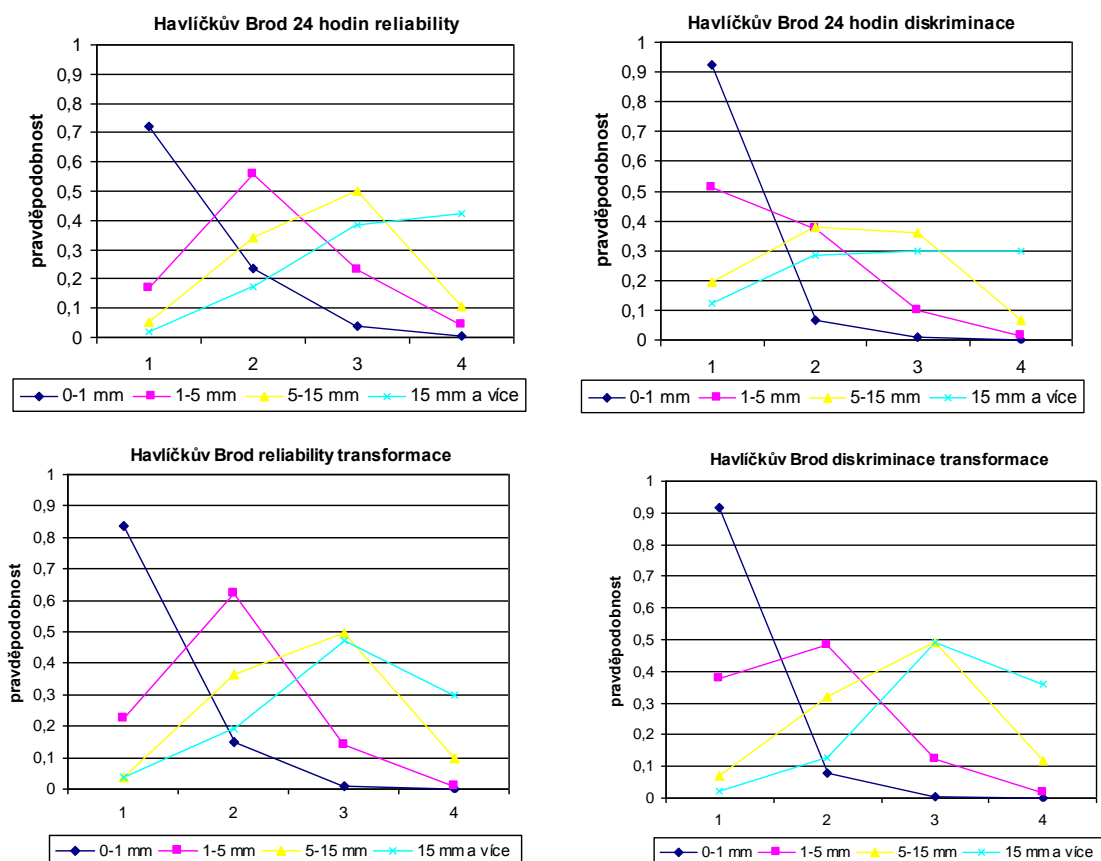 Havlíčkův Brod 24 hodin reliability
pravděpodobnost
1
0,9
0,8
0,7
0,6
0,5
0,4
0,3
0,2
0,1
0
1 2 3 4
0-1 mm 1-5 mm 5-15 mm 15 mm a více
Havlíčkův Brod 24 hodin diskriminace
pravděpodobnost
1
0,9
0,8
0,7
0,6
0,5
0,4
0,3
0,2
0,1
0
1 2 3 4
0-1 mm 1-5 mm 5-15 mm 15 mm a více
Havlíčkův Brod reliability transformace
pravděpodobnost
1
0,9
0,8
0,7
0,6
0,5
0,4
0,3
0,2
0,1
0
1 2 3 4
0-1 mm 1-5 mm 5-15 mm 15 mm a více
Havlíčkův Brod diskriminace transformace
pravděpodobnost
1
0,9
0,8
0,7
0,6
0,5
0,4
0,3
0,2
0,1
0
1 2 3 4
0-1 mm 1-5 mm 5-15 mm 15 mm a více